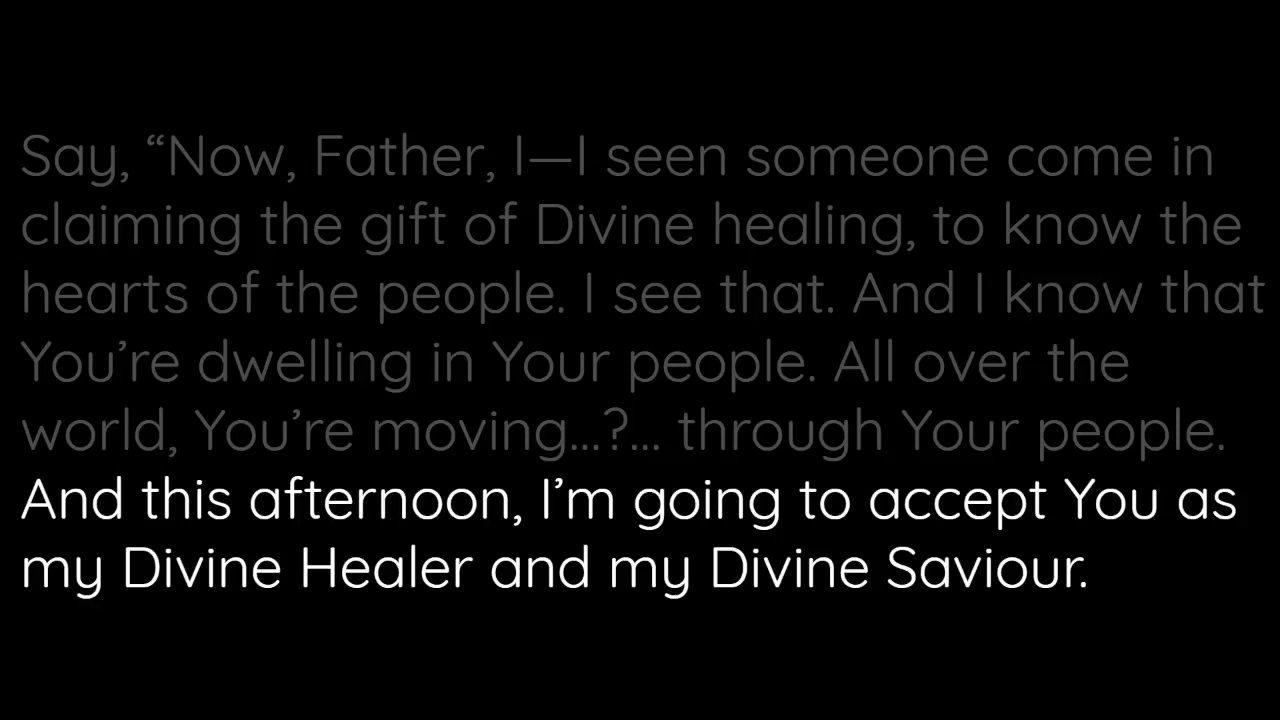 Say, “Now, Father, I—I seen someone come in
claiming the gift of Divine healing, to know the
hearts of the people. I see that. And I know that
You’re dwelling in Your people. All over the
world, You’re moving...?... through Your people.
And this afternoon, I’m going to accept You as
my Divine Healer and my Divine Saviour.